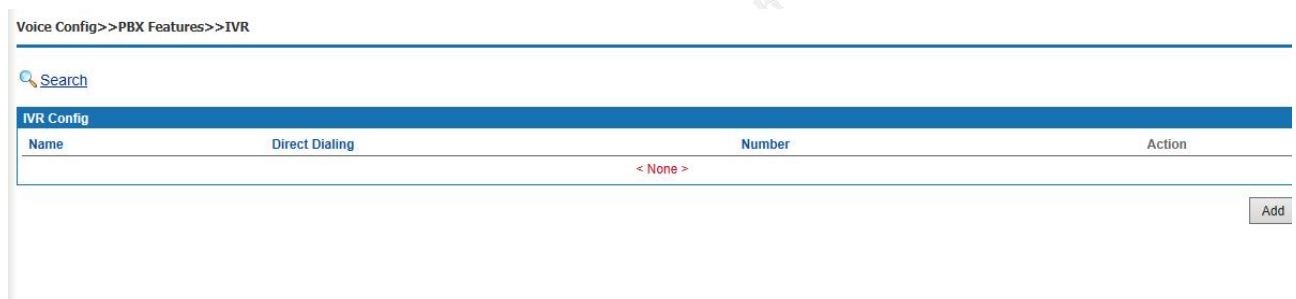 Voice Config>>PBX Features>>IVR
Search
IVR Config
Name Direct Dialing Number Action
< None >
Add